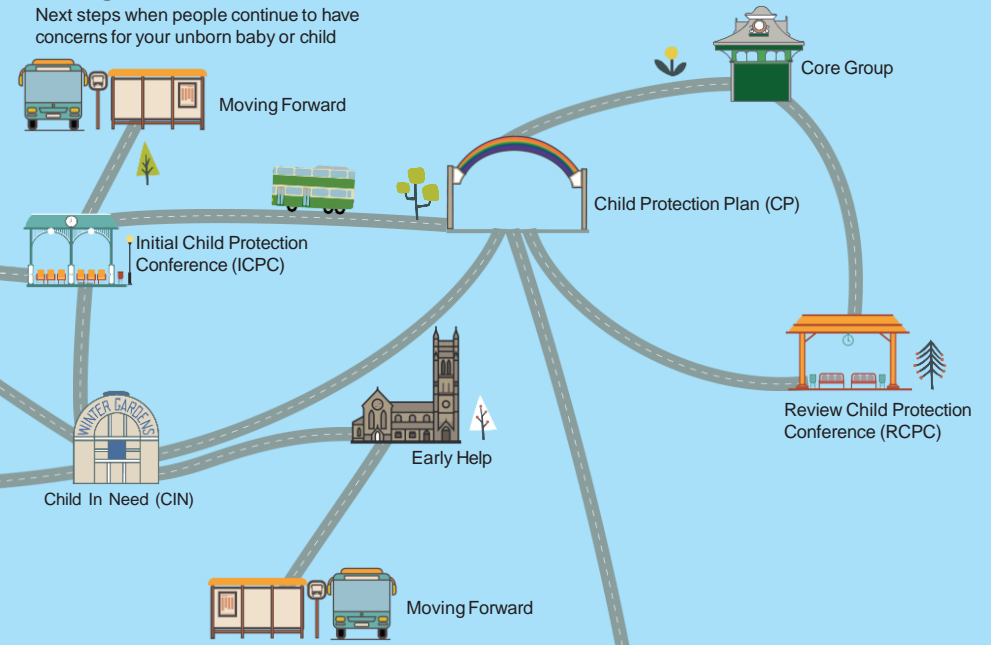 Next steps when people continue to have
concerns for your unborn baby or child
Moving Forward
Core Group
Child Protection Plan (CP)
Initial Child Protection
Conference (ICPC)
WINTER GARDENS
Child In Need (CIN)
Early Help
Review Child Protection
Conference (RCPC)
Moving Forward